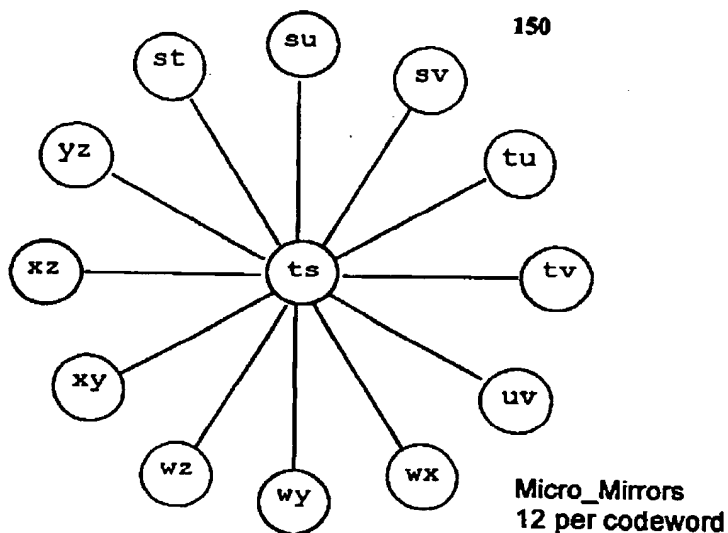 150
su
st
sv
yz
tu
xz
ts
tv
xy
uv
wz
wy
wx
Micro_Mirrors
12 per codeword